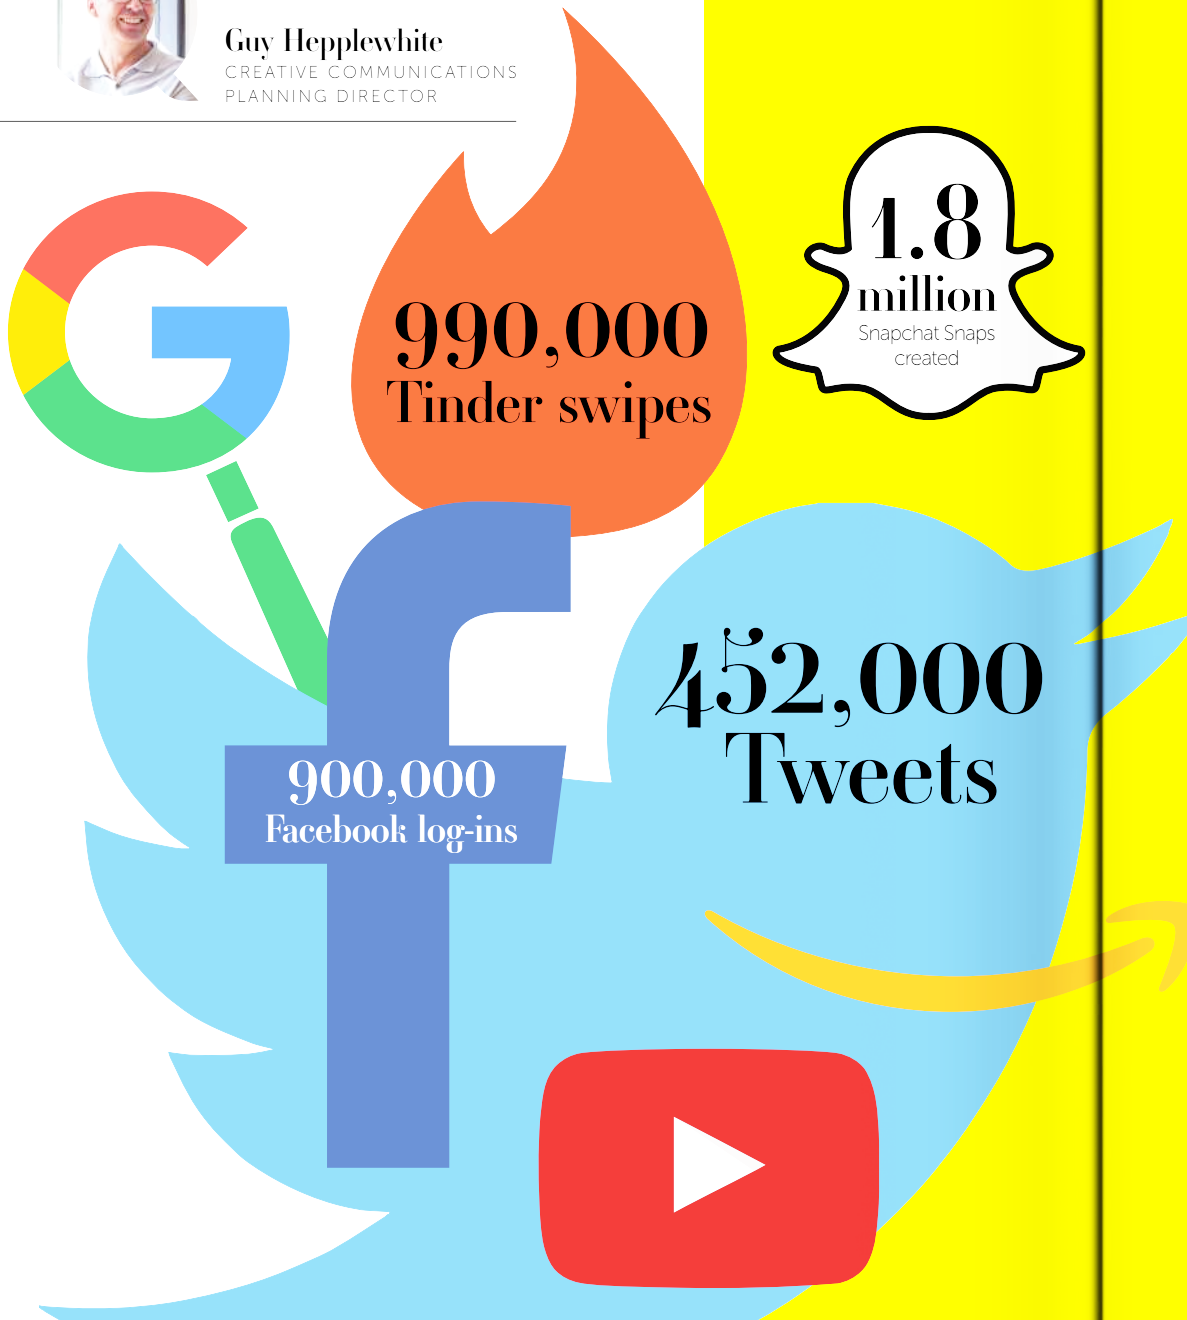 Guy Hepplewhite
CREATIVE COMMUNICATIONS
PLANNING DIRECTOR
990,000
Tinder swipes
1.8
million
Snapchat Snaps
created
452,000
Tweets
900,000
Facebook log-ins